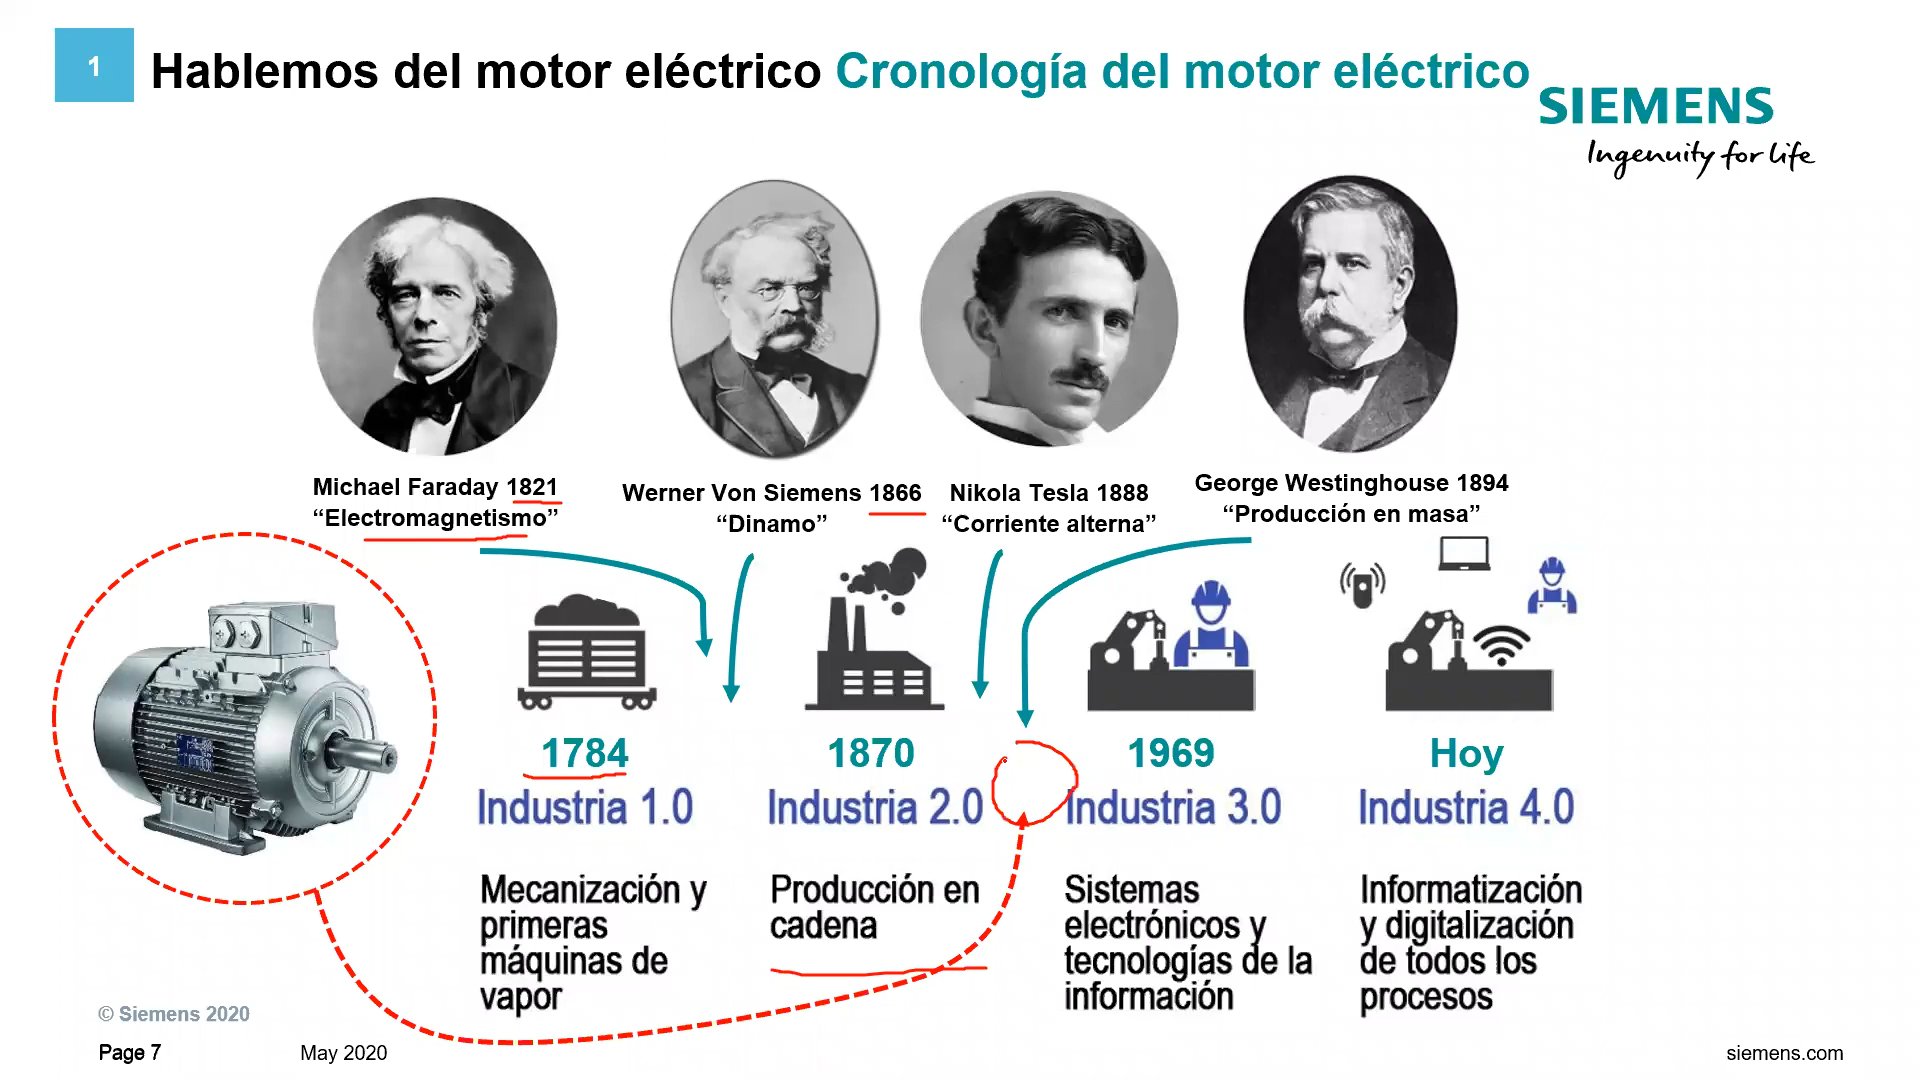 1
Hablemos del motor eléctrico Cronología del motor eléctrico
SIEMENS
Ingenuity for life
Michael Faraday 1821
“Electromagnetismo”
Werner Von Siemens 1866
“Dinamo”
Nikola Tesla 1888
“Corriente alterna”
George Westinghouse 1894
“Producción en masa”
1784
Industria 1.0
Mecanización y
primeras
máquinas de
vapor
1870
Industria 2.0
Producción en
cadena
1969
Industria 3.0
Sistemas
electrónicos y
tecnologías de la
información
Hoy
Industria 4.0
Informatización
y digitalización
de todos los
procesos
© Siemens 2020
Page 7
May 2020
siemens.com